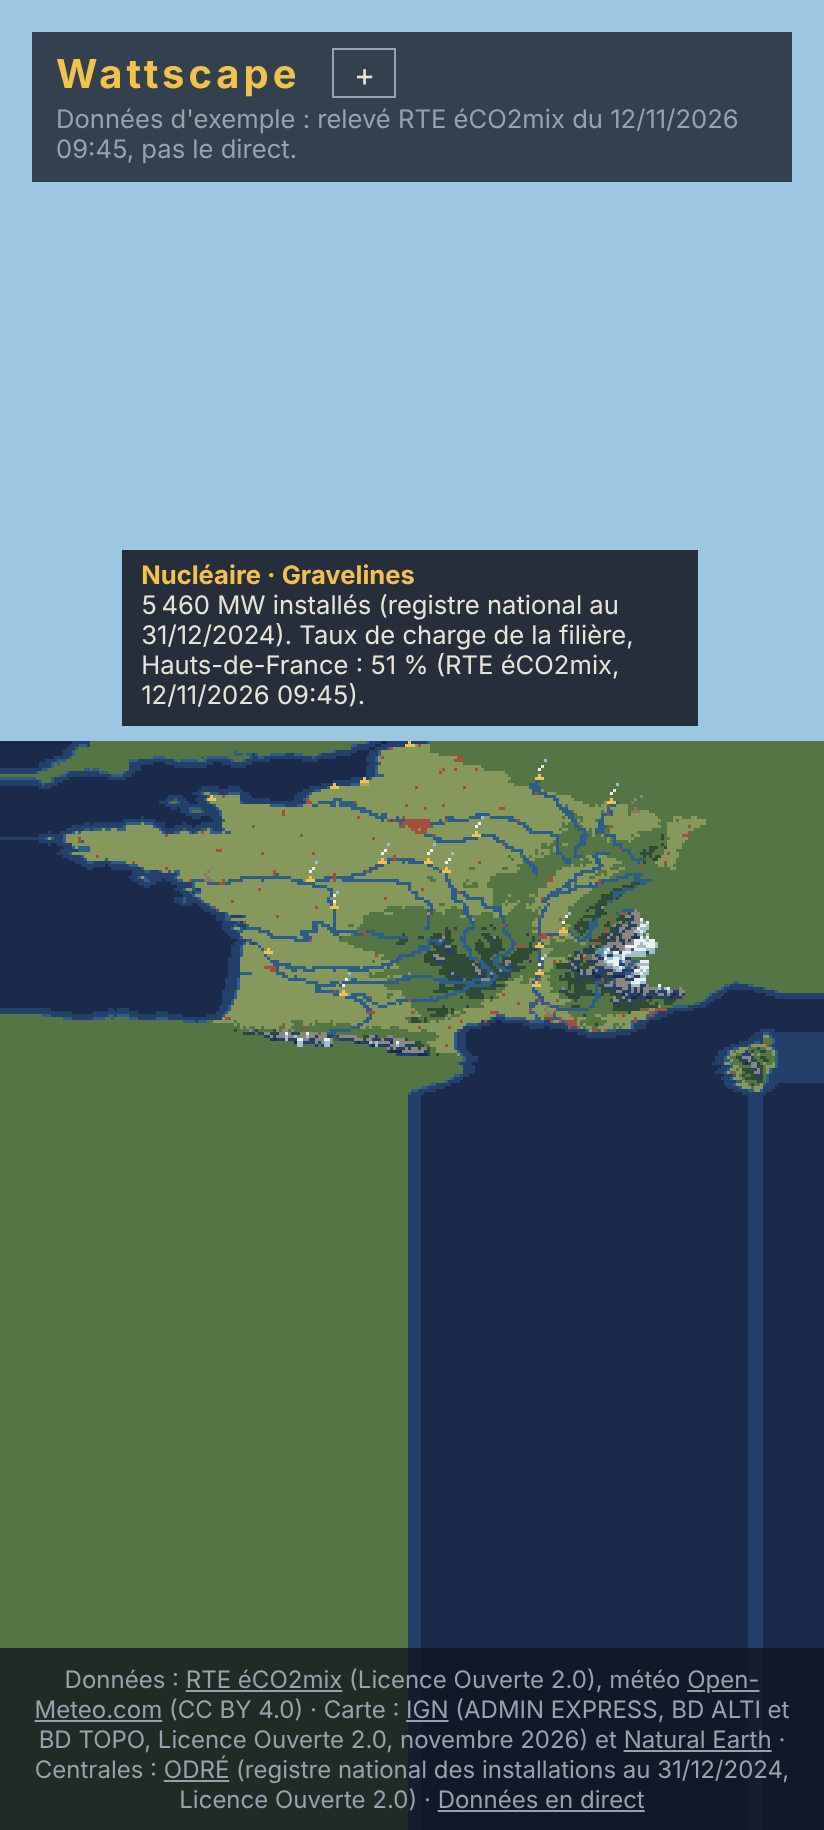 Wattscape +
Données d'exemple : relevé RTE éCO2mix du 12/11/2026
09:45, pas le direct.
Nucléaire · Gravelines
5 460 MW installés (registre national au
31/12/2024). Taux de charge de la filière,
Hauts-de-France : 51 % (RTE éCO2mix,
12/11/2026 09:45).
Données : RTE éCO2mix (Licence Ouverte 2.0), météo Open-
Meteo.com (CC BY 4.0) · Carte : IGN (ADMIN EXPRESS, BD ALTI et
BD TOPO, Licence Ouverte 2.0, novembre 2026) et Natural Earth ·
Centrales : ODRÉ (registre national des installations au 31/12/2024,
Licence Ouverte 2.0) · Données en direct